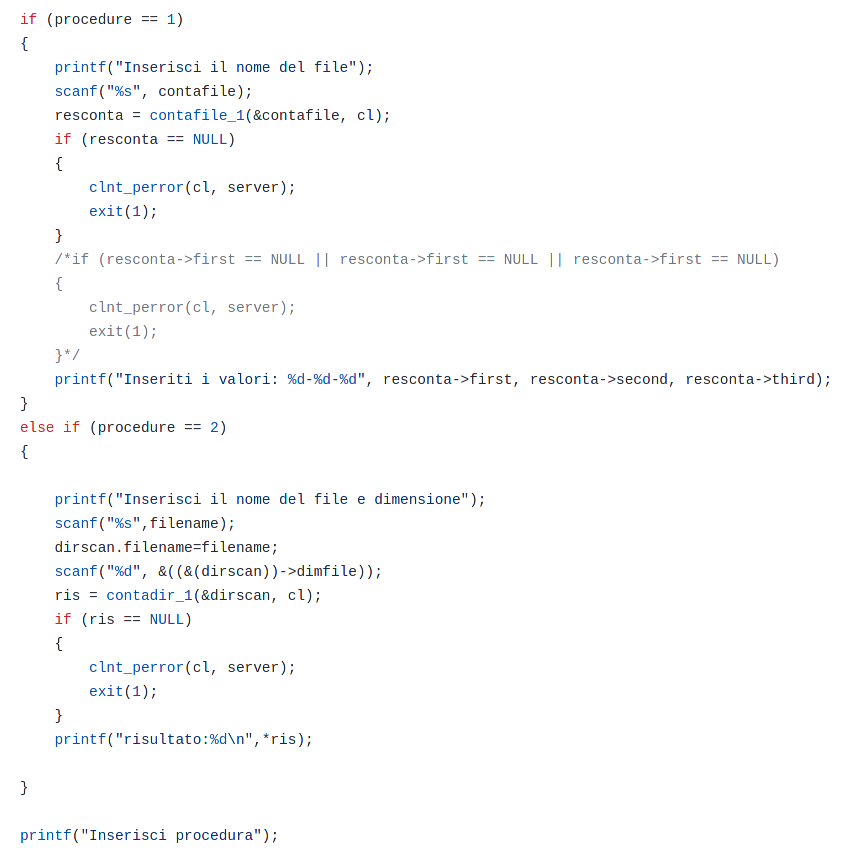 if (procedure == 1)
{
    printf("Inserisci il nome del file");
    scanf("%s", contafile);
    resconta = contafile_1(&contafile, cl);
    if (resconta == NULL)
    {
        clnt_perror(cl, server);
        exit(1);
    }
    /*if (resconta->first == NULL || resconta->first == NULL || resconta->first == NULL)
    {
        clnt_perror(cl, server);
        exit(1);
    }*/
    printf("Inseriti i valori: %d-%d-%d", resconta->first, resconta->second, resconta->third);
}
else if (procedure == 2)
{
    printf("Inserisci il nome del file e dimensione");
    scanf("%s",filename);
    dirscan.filename=filename;
    scanf("%d", &((&(dirscan))->dimfile));
    ris = contadir_1(&dirscan, cl);
    if (ris == NULL)
    {
        clnt_perror(cl, server);
        exit(1);
    }
    printf("risultato:%d\n",*ris);
}
printf("Inserisci procedura");